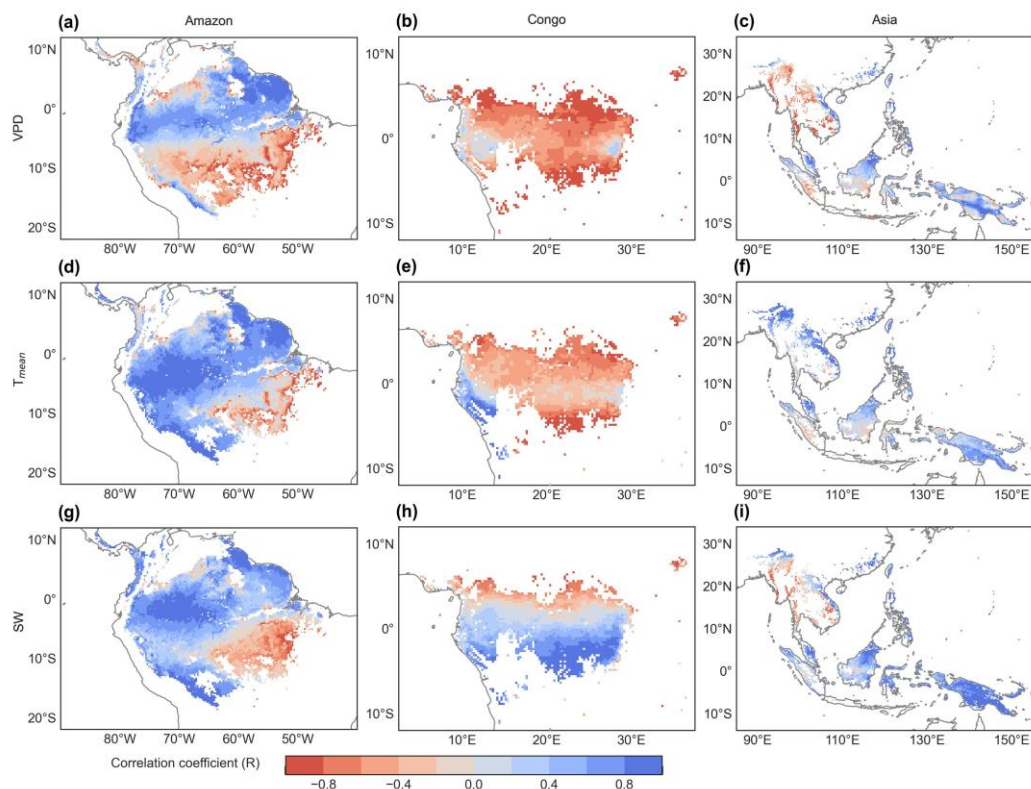 (a) Amazon (b) Congo (c) Asia
10°N 10°N 30°N
20°N
VPD 0° 0° 10°N
10°S 0°
20°S 10°S 10°S
80°W 70°W 60°W 50°W 10°E 20°E 30°E 90°E 110°E 130°E 150°E
(d) (e) (f)
10°N 10°N 30°N
20°N
Tmean 0° 0° 10°N
10°S 0°
20°S 10°S 10°S
80°W 70°W 60°W 50°W 10°E 20°E 30°E 90°E 110°E 130°E 150°E
(g) (h) (i)
10°N 10°N 30°N
20°N
SW 0° 0° 10°N
10°S 0°
20°S 10°S 10°S
80°W 70°W 60°W 50°W 10°E 20°E 30°E 90°E 110°E 130°E 150°E
Correlation coefficient (R)
−0.8 −0.4 0.0 0.4 0.8